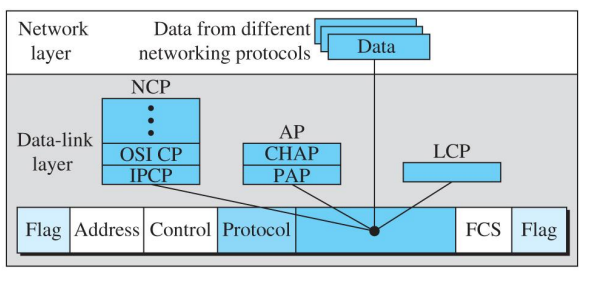 Network
layer
Data from different
networking protocols
Data
Data-link
layer
NCP
OSI CP
IPCP
AP
CHAP
PAP
LCP
Flag Address Control Protocol FCS Flag